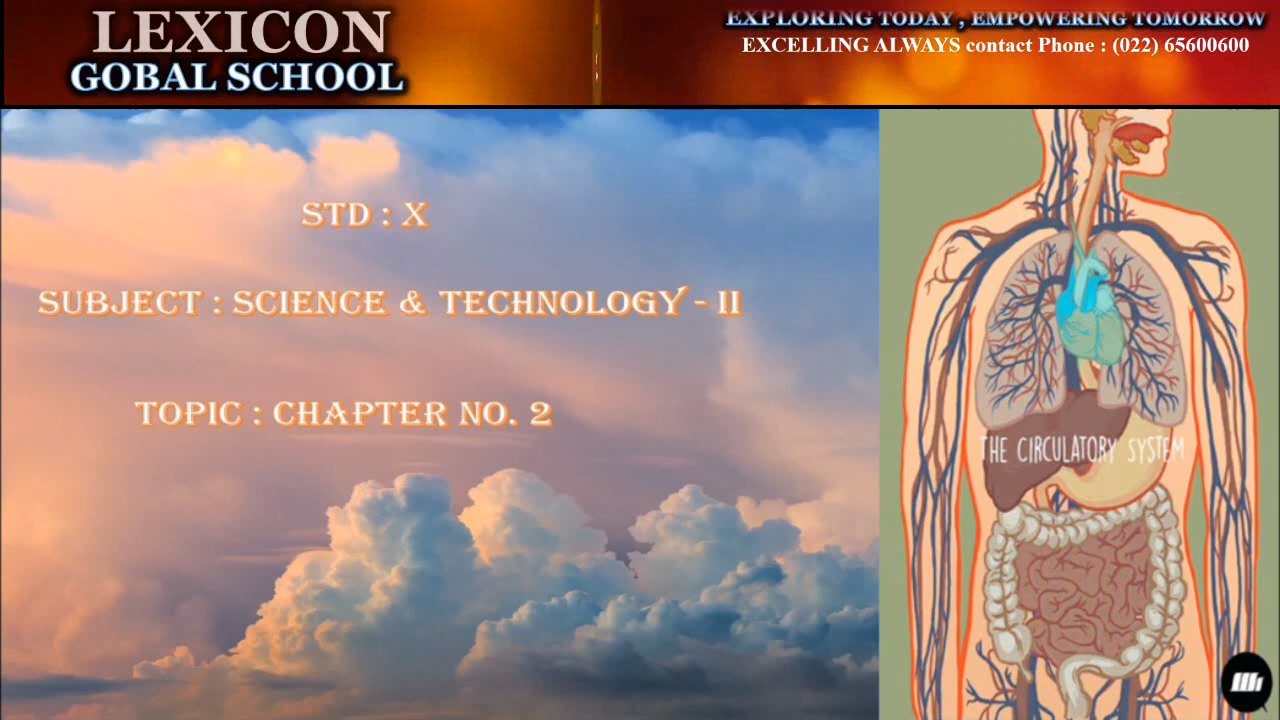 LEXICON
GOBAL SCHOOL
EXPLORING TODAY , EMPOWERING TOMORROW
EXCELLING ALWAYS contact Phone : (022) 65600600
STD : X
SUBJECT : SCIENCE & TECHNOLOGY - II
TOPIC : CHAPTER NO. 2
THE CIRCULATORY SYSTEM